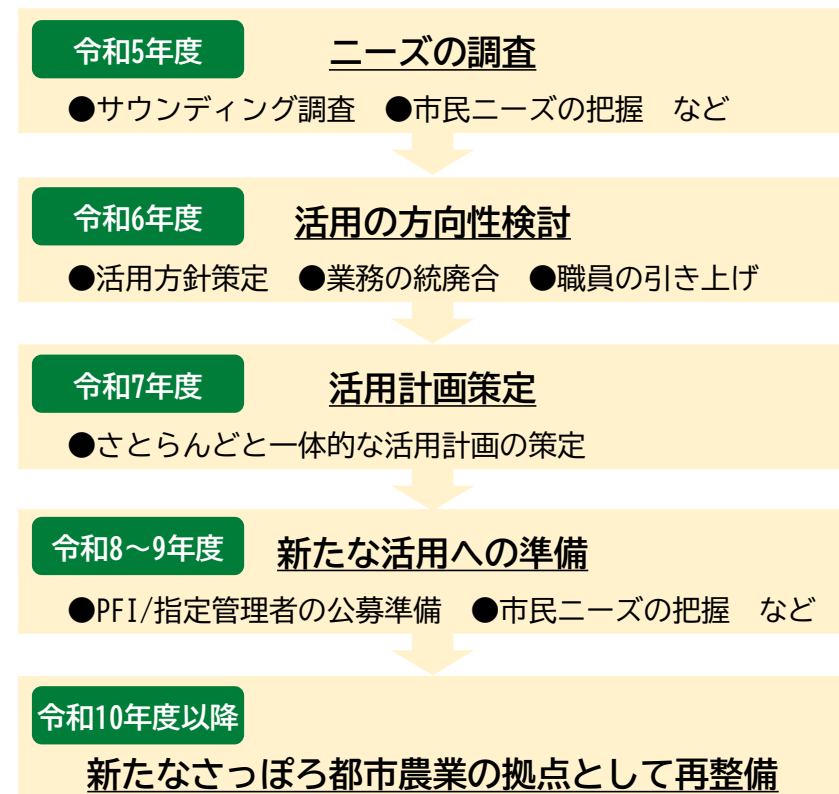 令和5年度 ニーズの調査
●サウンディング調査 ●市民ニーズの把握 など
令和6年度 活用の方向性検討
●活用方針策定 ●業務の統廃合 ●職員の引き上げ
令和7年度 活用計画策定
●さとらんどと一体的な活用計画の策定
令和8～9年度 新たな活用への準備
●PFI/指定管理者の公募準備 ●市民ニーズの把握 など
令和10年度以降
新たなさっぽろ都市農業の拠点として再整備